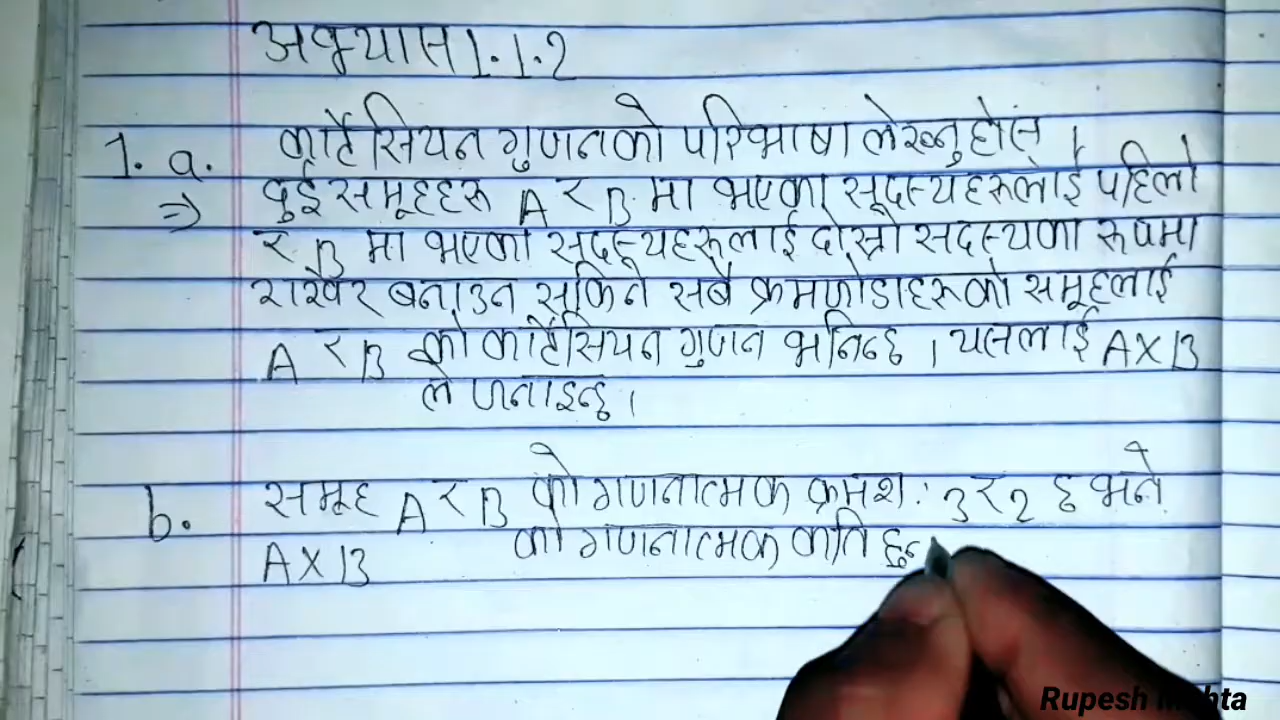 अभ्यास 1.1.2
1. a. कार्टेसियन गुणनको परिभाषा लेख्नुहोस् ।
⇒ दुई समूहहरू A र B मा भएका सदस्यहरूलाई पहिलो
र B मा भएका सदस्यहरूलाई दोस्रो सदस्यका रूपमा
राखेर बनाउन सकिने सबै क्रमजोडाहरूको समूहलाई
A र B को कार्टेसियन गुणन भनिन्छ । यसलाई A×B
ले जनाइन्छ ।
b. समूह A र B को गणनात्मक क्रमश: 3 र 2 छ भने
A×B को गणनात्मक कति हुन
Rupesh